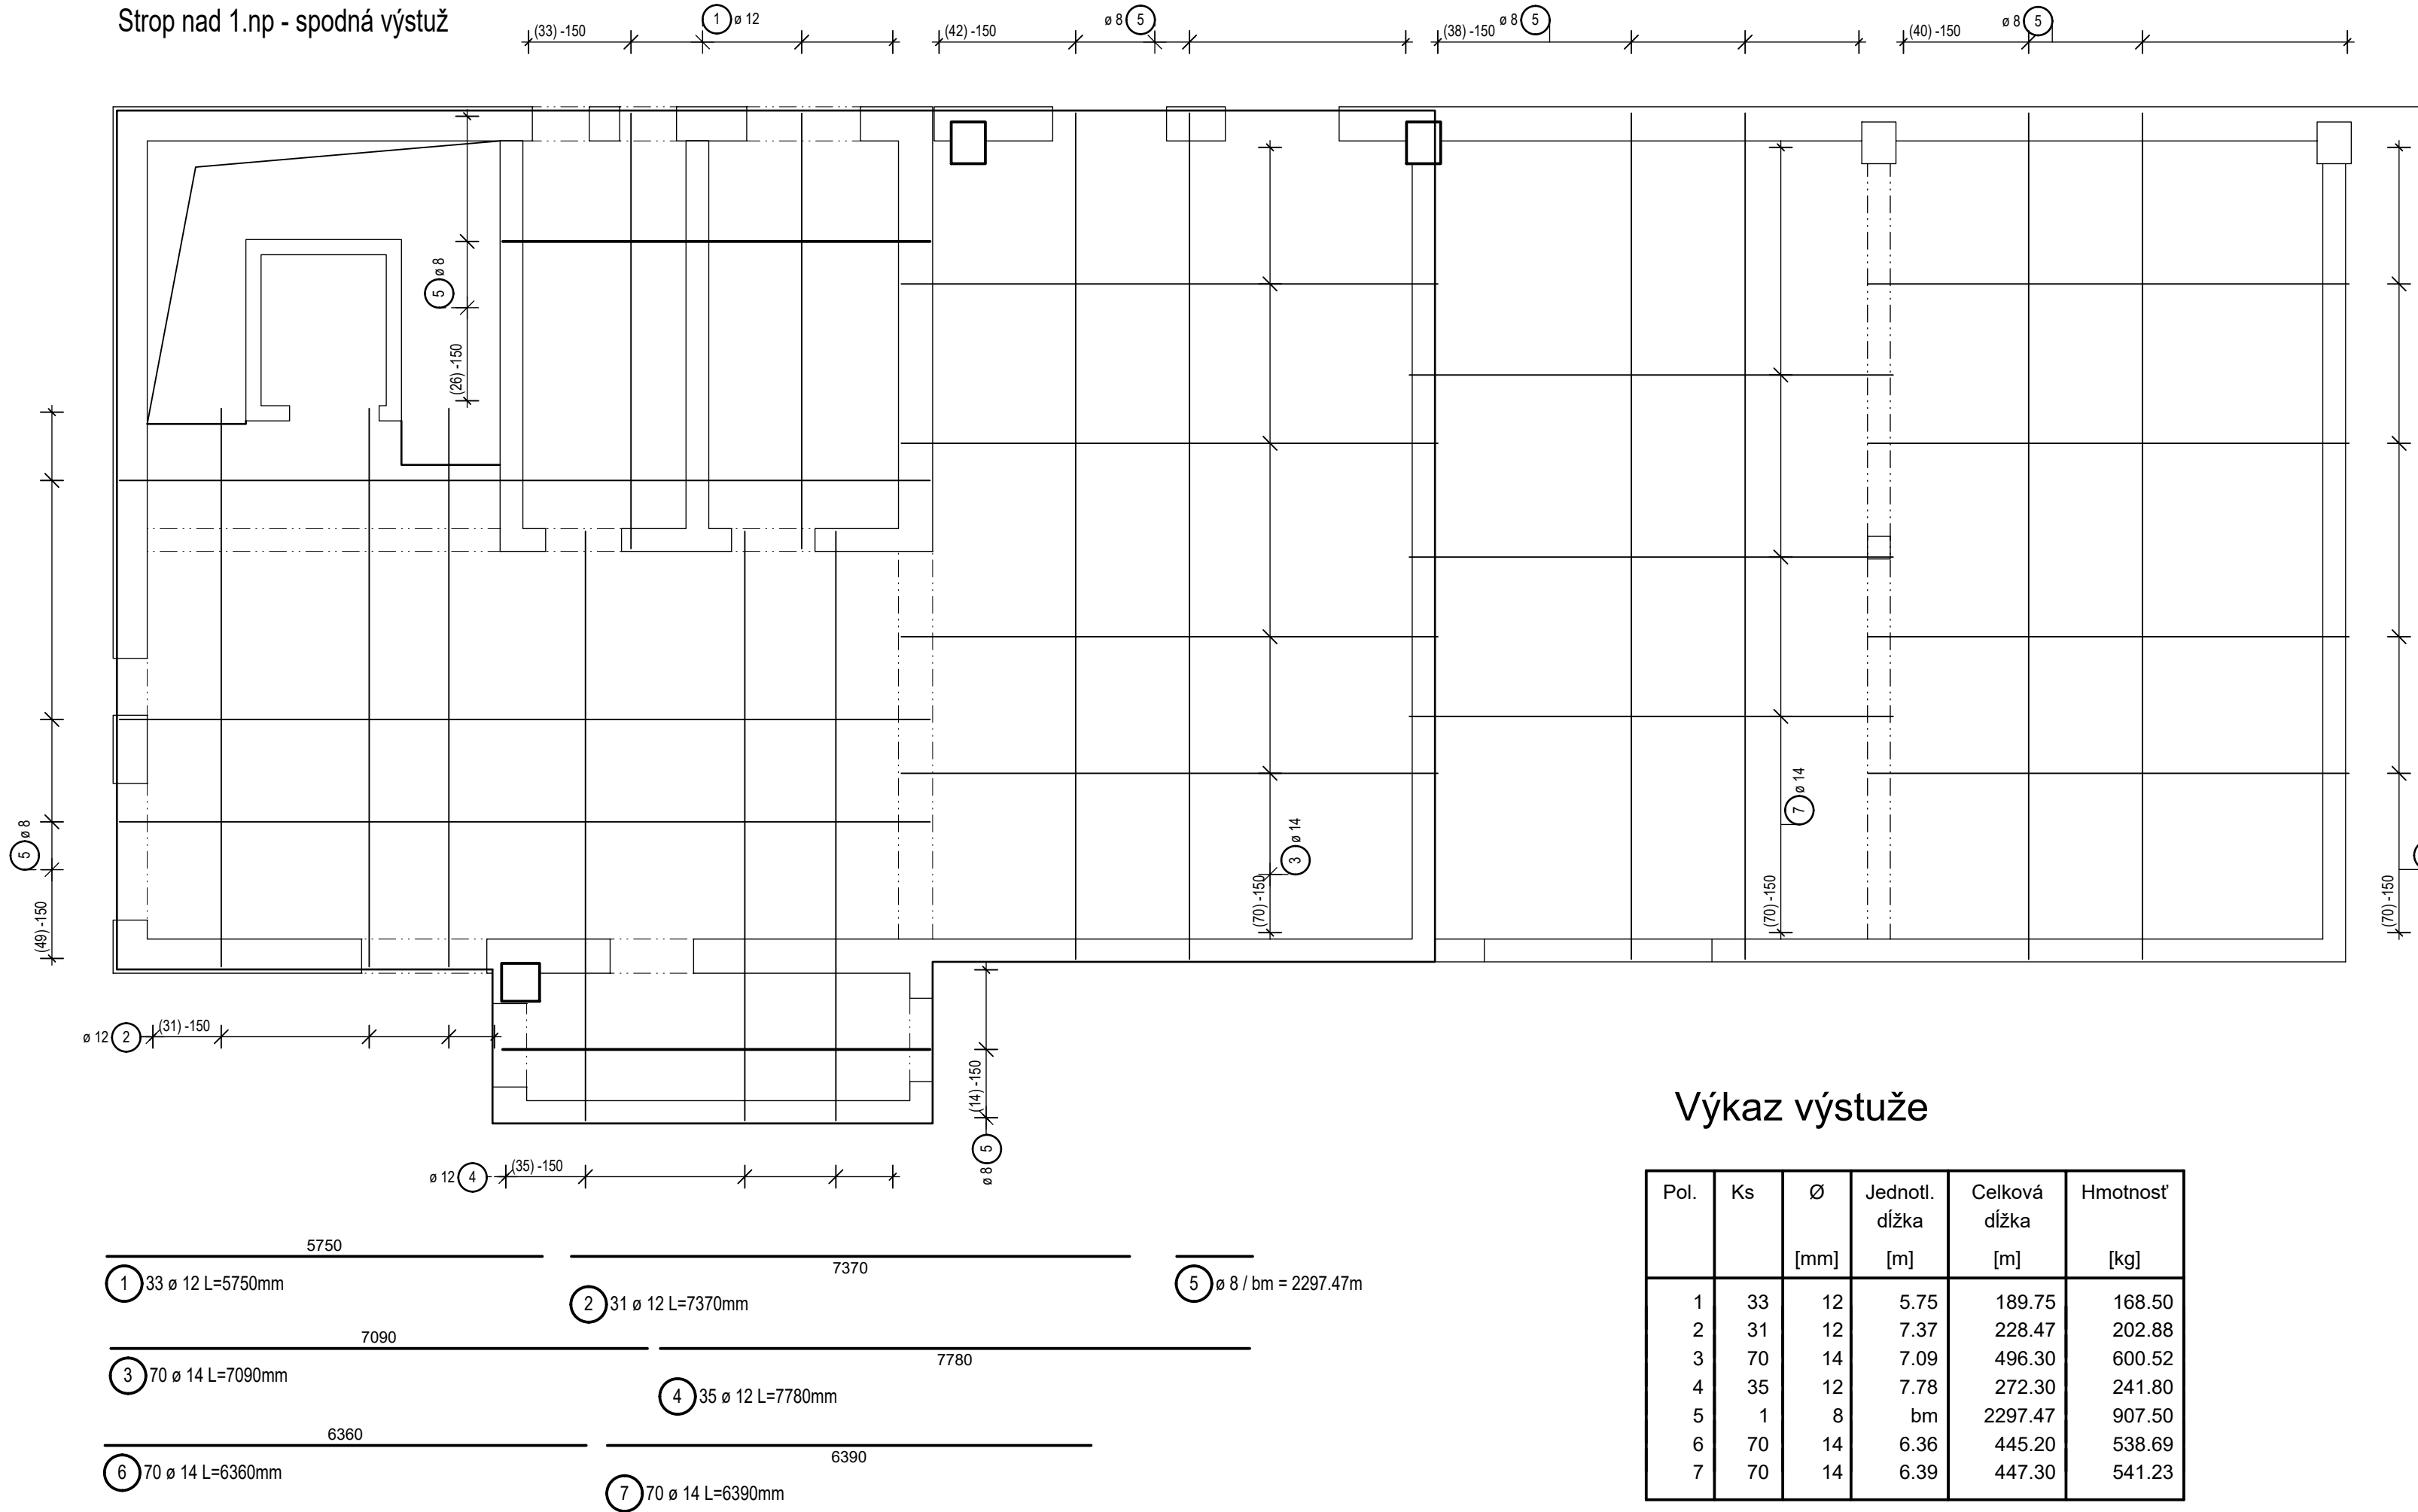 Strop nad 1.np - spodná výstuž
(33) -150
1 ø 12
(42) -150
ø 8 5
(38) -150
ø 8 5
(40) -150
ø 8 5
5 ø 8
(26) -150
5 ø 8
(49) -150
3 ø 14
(70) -150
7 ø 14
(70) -150
(70) -150
ø 12 2
(31) -150
(14) -150
ø 8 5
ø 12 4
(35) -150
5750
1 33 ø 12 L=5750mm
7370
2 31 ø 12 L=7370mm
5 ø 8 / bm = 2297.47m
7090
3 70 ø 14 L=7090mm
7780
4 35 ø 12 L=7780mm
6360
6 70 ø 14 L=6360mm
6390
7 70 ø 14 L=6390mm
Výkaz výstuže
Pol. Ks Ø Jednotl. Celková Hmotnosť
dĺžka dĺžka
[mm] [m] [m] [kg]
1 33 12 5.75 189.75 168.50
2 31 12 7.37 228.47 202.88
3 70 14 7.09 496.30 600.52
4 35 12 7.78 272.30 241.80
5 1 8 bm 2297.47 907.50
6 70 14 6.36 445.20 538.69
7 70 14 6.39 447.30 541.23